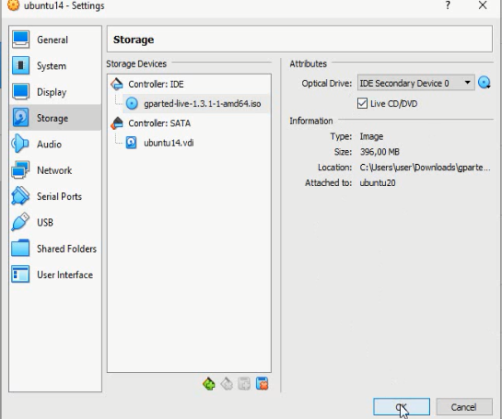 ubuntu14 - Settings
?
×
General
System
Display
Storage
Audio
Network
Serial Ports
USB
Shared Folders
User Interface
Storage
Storage Devices
Controller: IDE
gparted-live-1.3.1-1-amd64.iso
Controller: SATA
ubuntu14.vdi
Attributes
Optical Drive: IDE Secondary Device 0
Live CD/DVD
Information
Type: Image
Size: 396,00 MB
Location: C:\Users\user\Downloads\gparte...
Attached to: ubuntu20
OK
Cancel